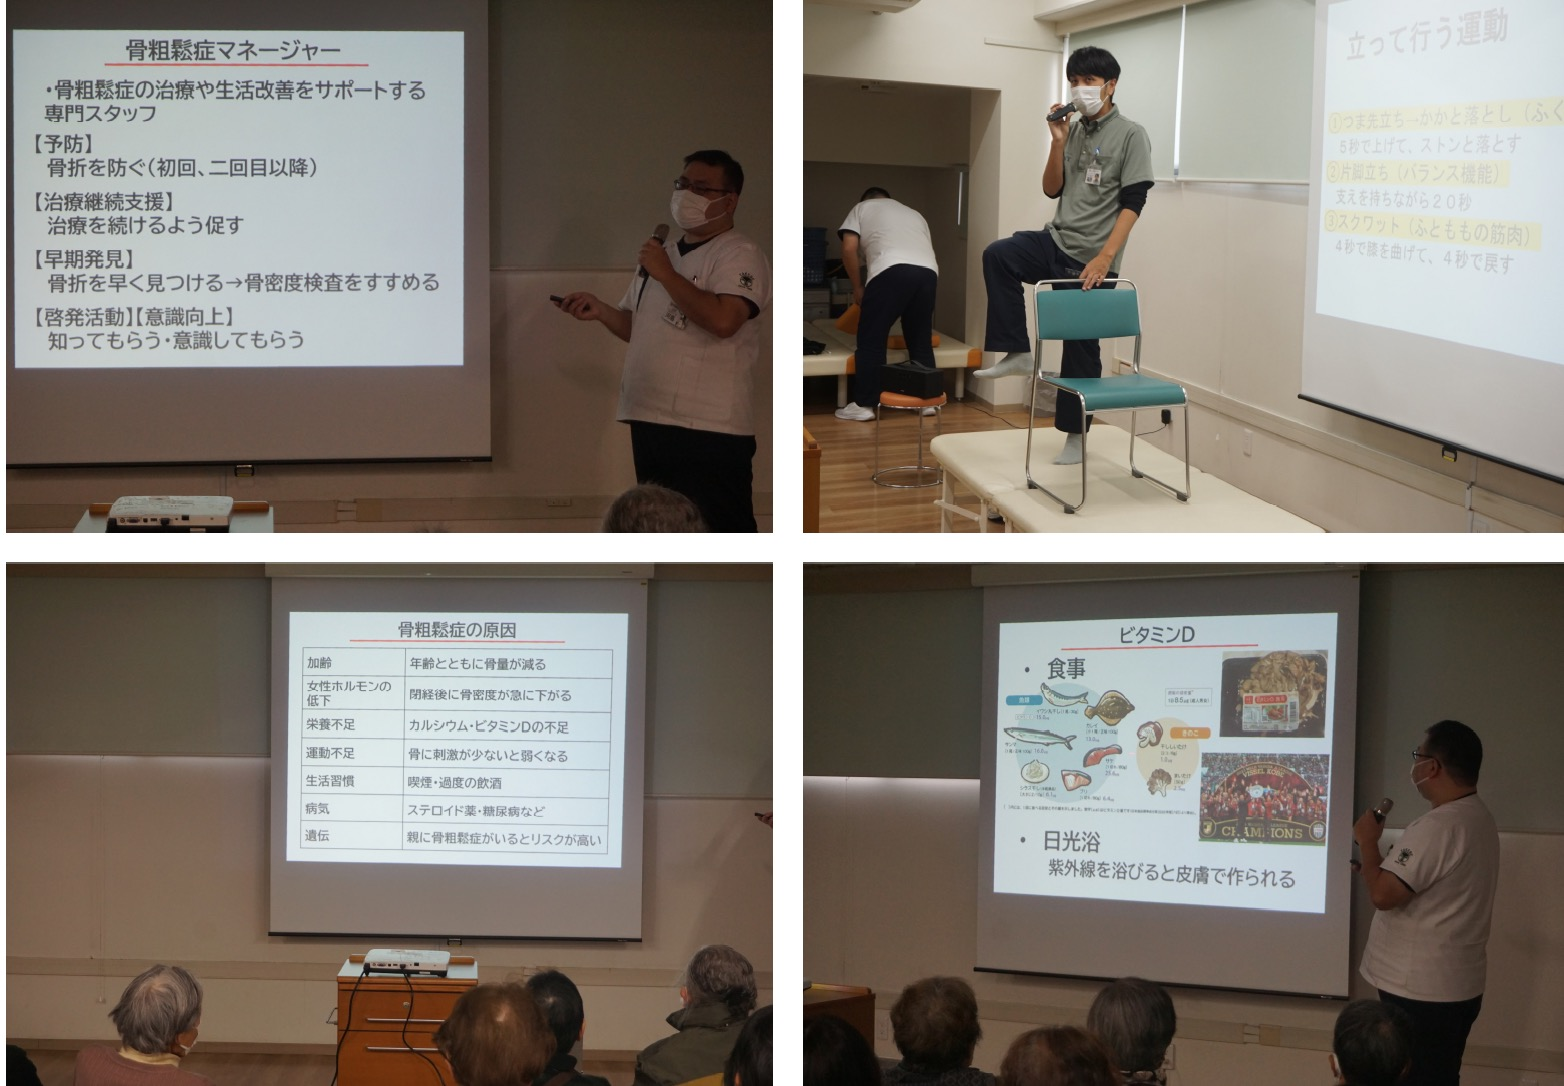 骨粗鬆症マネージャー
・骨粗鬆症の治療や生活改善をサポートする
専門スタッフ
【予防】
骨折を防ぐ（初回、二回目以降）
【治療継続支援】
治療を続けるよう促す
【早期発見】
骨折を早く見つける→骨密度検査をすすめる
【啓発活動】【意識向上】
知ってもらう・意識してもらう
立って行う運動
①つま先立ち→かかと落とし（ふく
5秒で上げて、ストンと落とす
②片脚立ち（バランス機能）
支えを持ちながら20秒
③スクワット（ふとももの筋肉）
4秒で膝を曲げて、4秒で戻す
骨粗鬆症の原因
加齢 年齢とともに骨量が減る
女性ホルモンの
低下 閉経後に骨密度が急に下がる
栄養不足 カルシウム・ビタミンDの不足
運動不足 骨に刺激が少ないと弱くなる
生活習慣 喫煙・過度の飲酒
病気 ステロイド薬・糖尿病など
遺伝 親に骨粗鬆症がいるとリスクが高い
ビタミンD
・ 食事
魚類
きのこ
サンマ
サケ
ブリ
VISSEL KOBE
CHAMPIONS
・ 日光浴
紫外線を浴びると皮膚で作られる